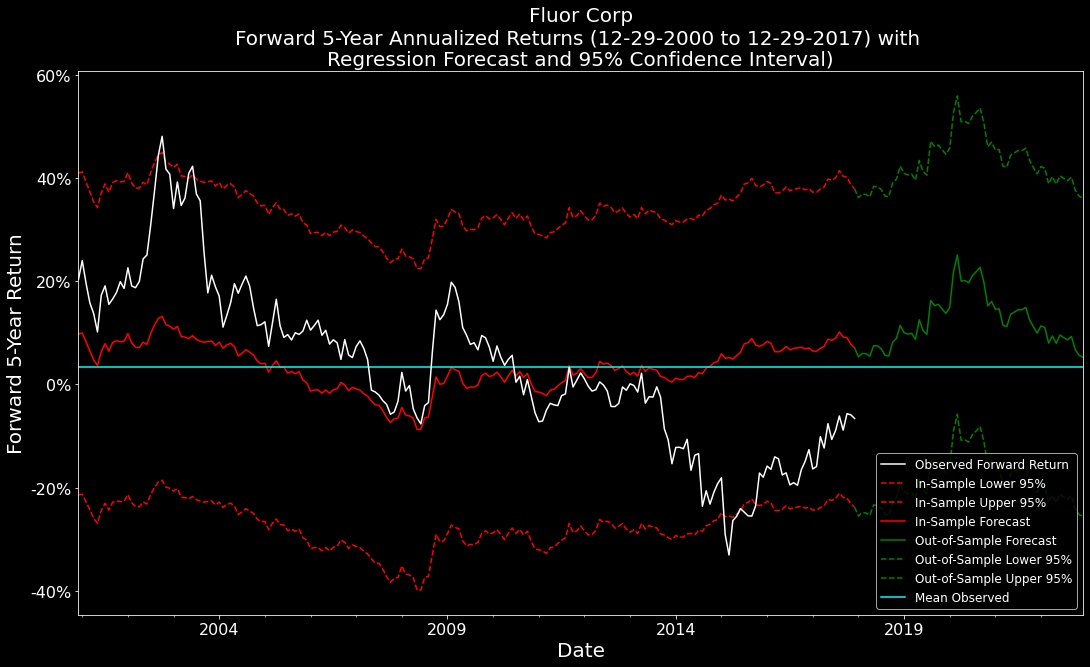 Fluor Corp
Forward 5-Year Annualized Returns (12-29-2000 to 12-29-2017) with
Regression Forecast and 95% Confidence Interval)
60%
40%
20%
0%
-20%
-40%
Forward 5-Year Return
2004
2009
2014
2019
Date
Observed Forward Return
In-Sample Lower 95%
In-Sample Upper 95%
In-Sample Forecast
Out-of-Sample Forecast
Out-of-Sample Lower 95%
Out-of-Sample Upper 95%
Mean Observed